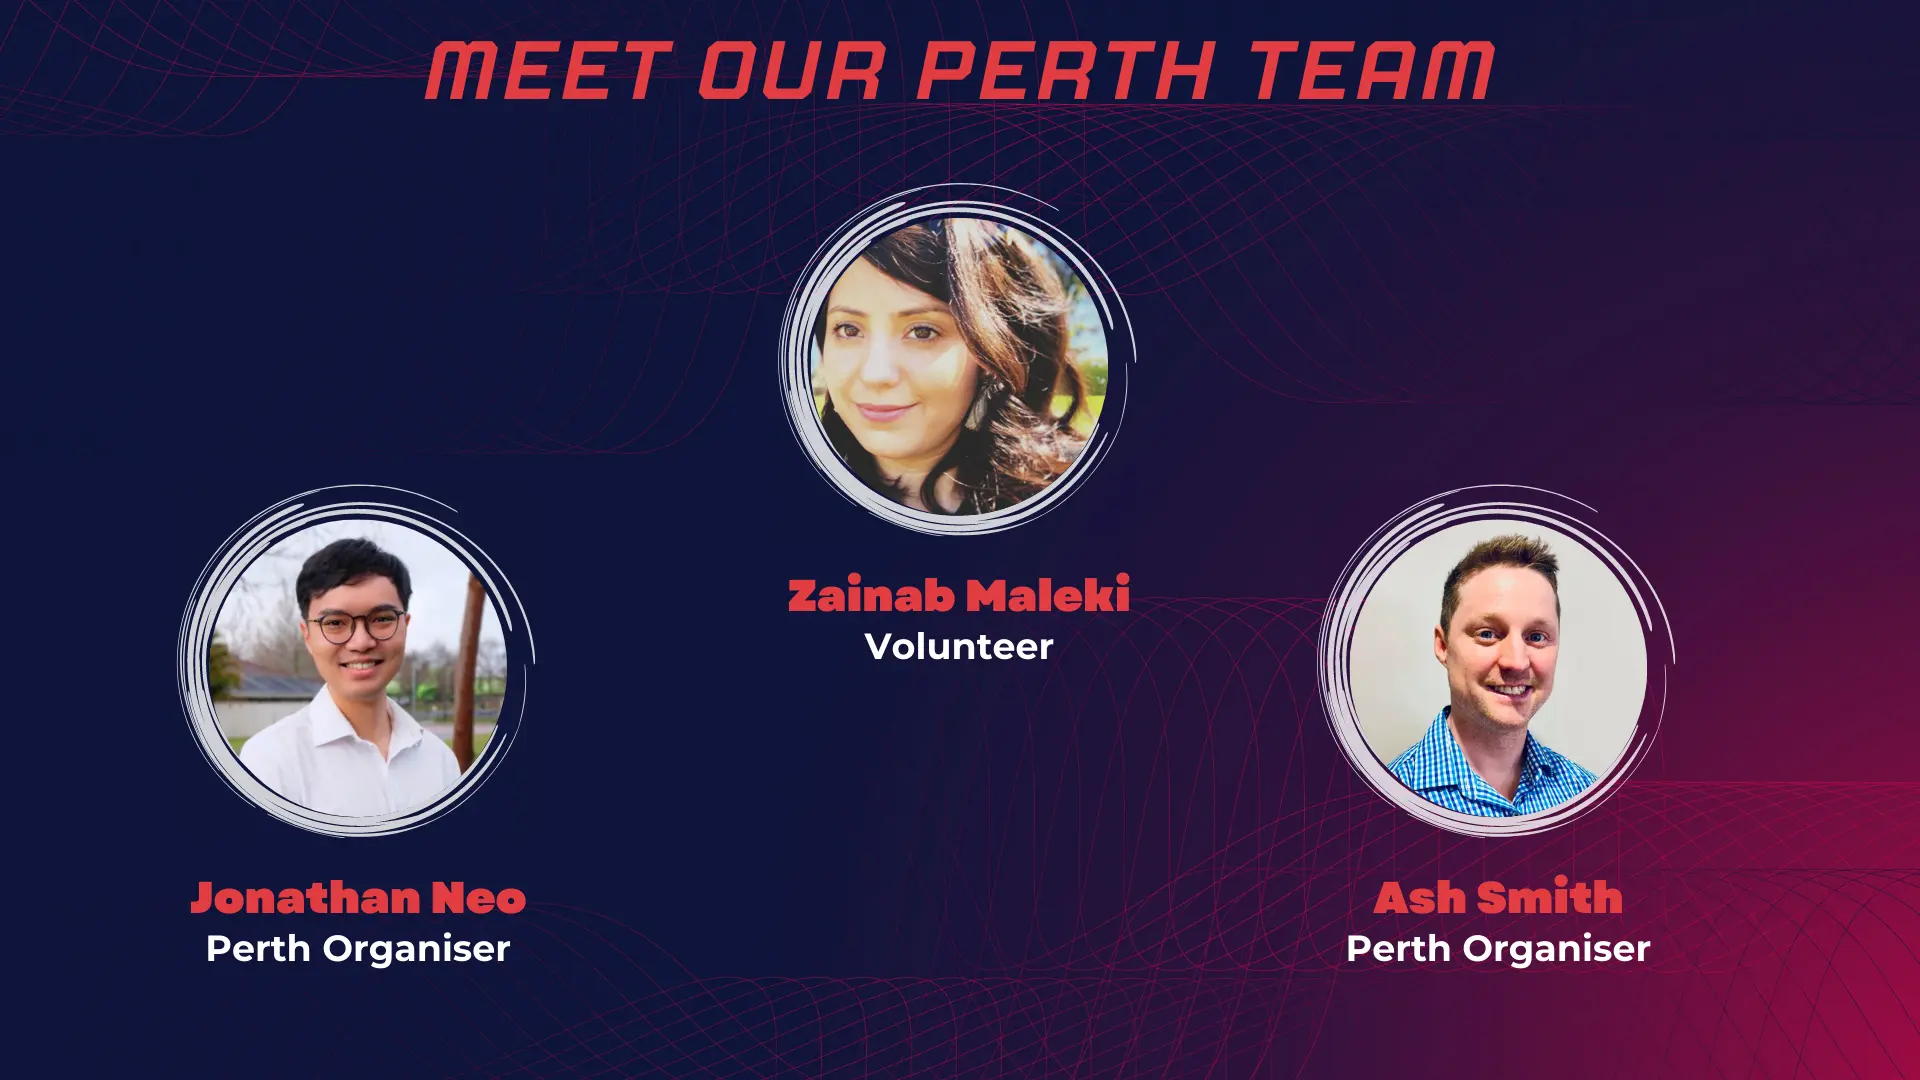 MEET OUR PERTH TEAM
Zainab Maleki
Volunteer
Jonathan Neo
Perth Organiser
Ash Smith
Perth Organiser